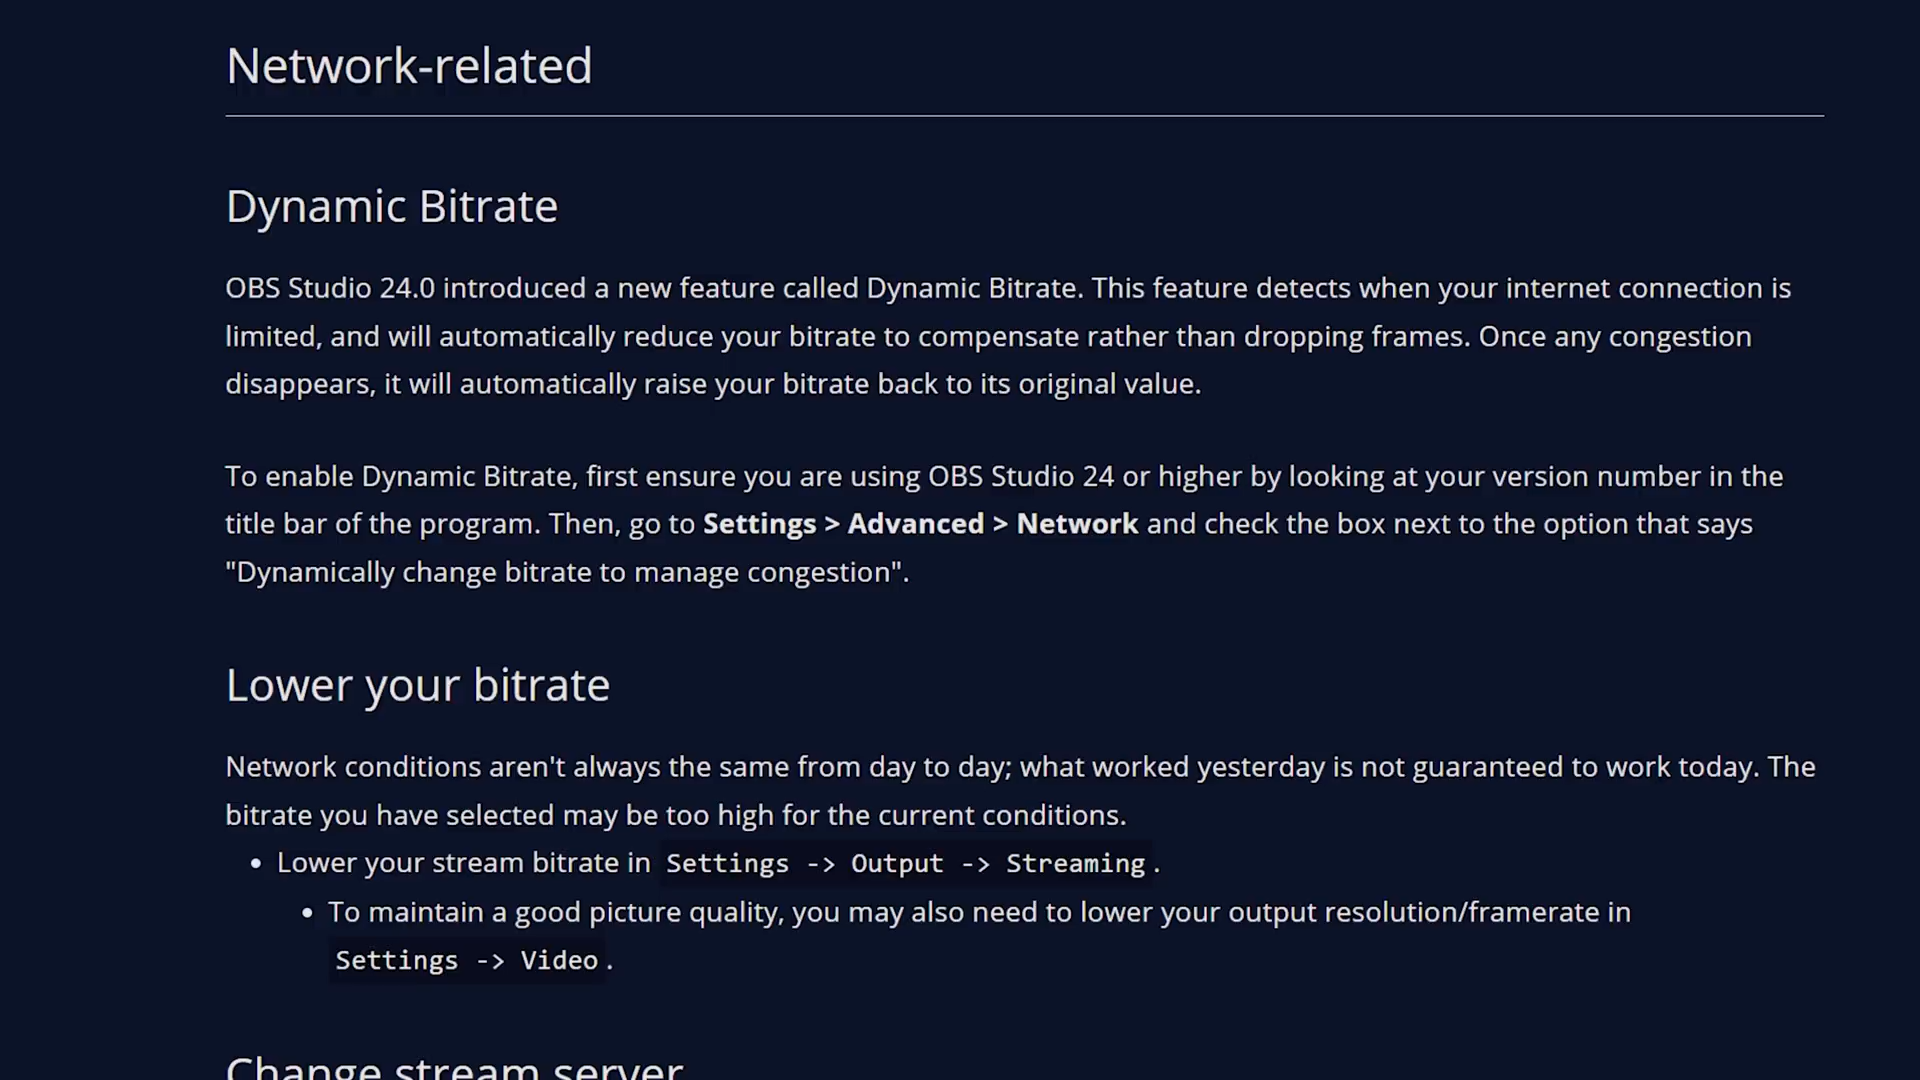 Network-related
Dynamic Bitrate
OBS Studio 24.0 introduced a new feature called Dynamic Bitrate. This feature detects when your internet connection is
limited, and will automatically reduce your bitrate to compensate rather than dropping frames. Once any congestion
disappears, it will automatically raise your bitrate back to its original value.
To enable Dynamic Bitrate, first ensure you are using OBS Studio 24 or higher by looking at your version number in the
title bar of the program. Then, go to Settings > Advanced > Network and check the box next to the option that says
"Dynamically change bitrate to manage congestion".
Lower your bitrate
Network conditions aren't always the same from day to day; what worked yesterday is not guaranteed to work today. The
bitrate you have selected may be too high for the current conditions.
• Lower your stream bitrate in Settings -> Output -> Streaming.
• To maintain a good picture quality, you may also need to lower your output resolution/framerate in
Settings -> Video.
Change stream server